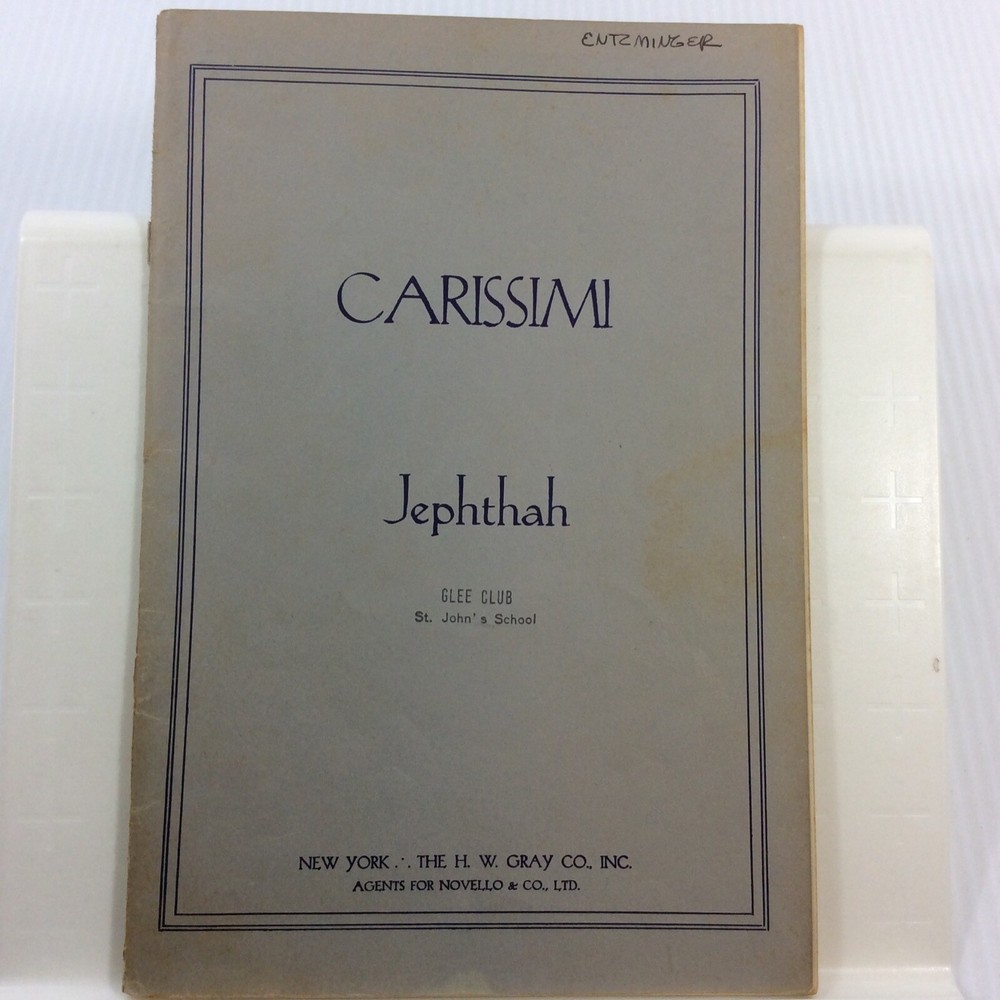 ENTZMINGER
CARISSIMI
Jephthah
GLEE CLUB
St. John's School
NEW YORK ∴ THE H. W. GRAY CO., INC.
AGENTS FOR NOVELLO & CO., LTD.